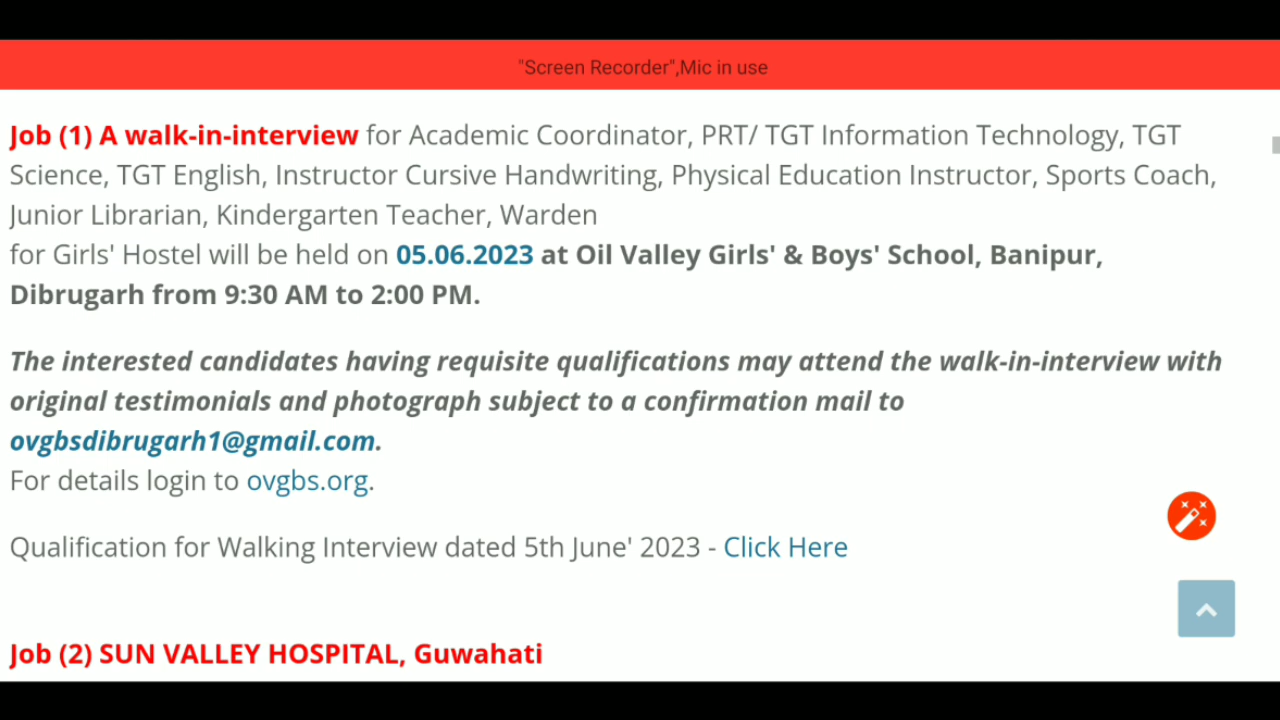 "Screen Recorder",Mic in use
Job (1) A walk-in-interview for Academic Coordinator, PRT/ TGT Information Technology, TGT
Science, TGT English, Instructor Cursive Handwriting, Physical Education Instructor, Sports Coach,
Junior Librarian, Kindergarten Teacher, Warden
for Girls' Hostel will be held on 05.06.2023 at Oil Valley Girls' & Boys' School, Banipur,
Dibrugarh from 9:30 AM to 2:00 PM.
The interested candidates having requisite qualifications may attend the walk-in-interview with
original testimonials and photograph subject to a confirmation mail to
ovgbsdibrugarh1@gmail.com.
For details login to ovgbs.org.
Qualification for Walking Interview dated 5th June' 2023 - Click Here
Job (2) SUN VALLEY HOSPITAL, Guwahati